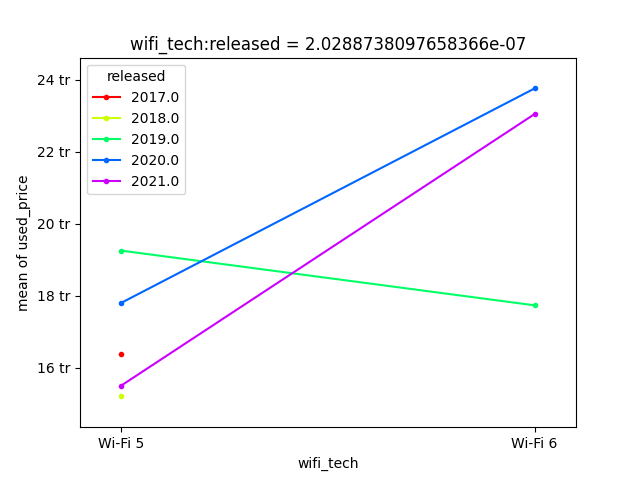 wifi_tech:released = 2.0288738097658366e-07
released
2017.0
2018.0
2019.0
2020.0
2021.0
24 tr
22 tr
20 tr
18 tr
16 tr
mean of used_price
Wi-Fi 5
Wi-Fi 6
wifi_tech